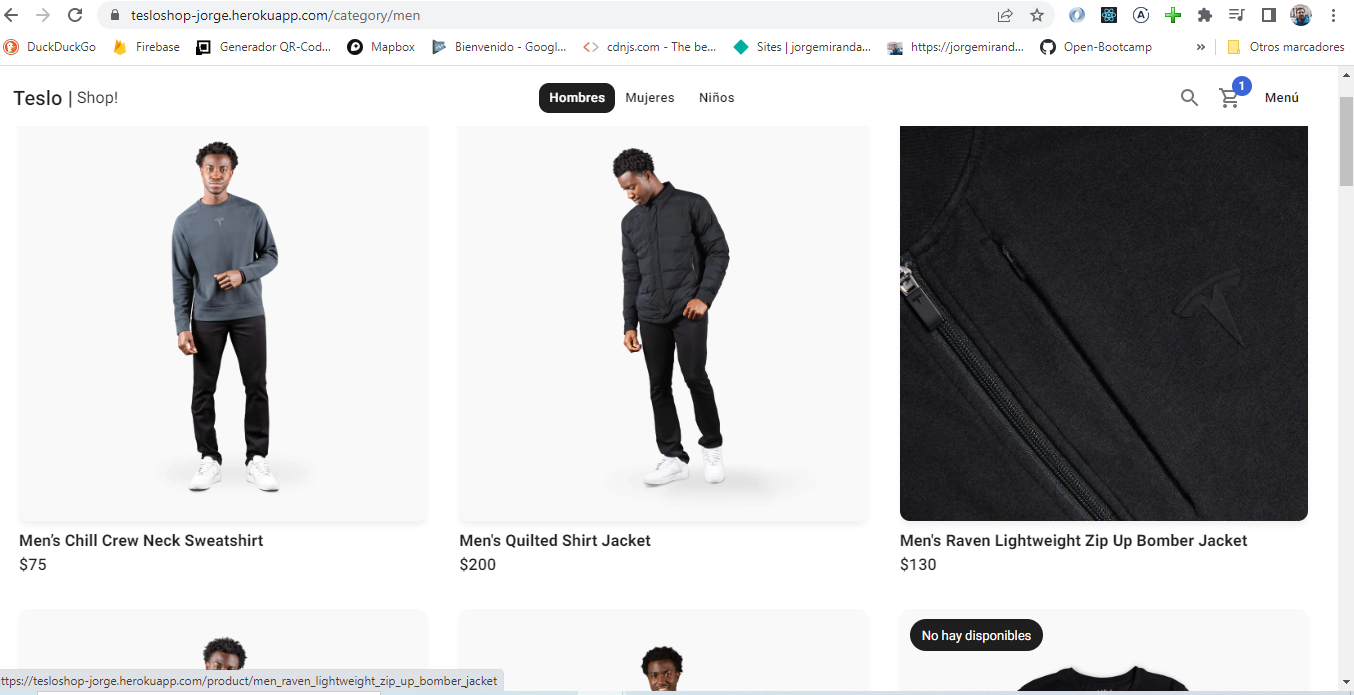 tesloshop-jorge.herokuapp.com/category/men
DuckDuckGo Firebase Generador QR-Cod... Mapbox Bienvenido - Googl... cdnjs.com - The be... Sites | jorgemiranda... https://jorgemirand... Open-Bootcamp » Otros marcadores
Teslo | Shop! Hombres Mujeres Niños 1 Menú
Men’s Chill Crew Neck Sweatshirt Men's Quilted Shirt Jacket Men's Raven Lightweight Zip Up Bomber Jacket
$75 $200 $130
No hay disponibles
ttps://tesloshop-jorge.herokuapp.com/product/men_raven_lightweight_zip_up_bomber_jacket